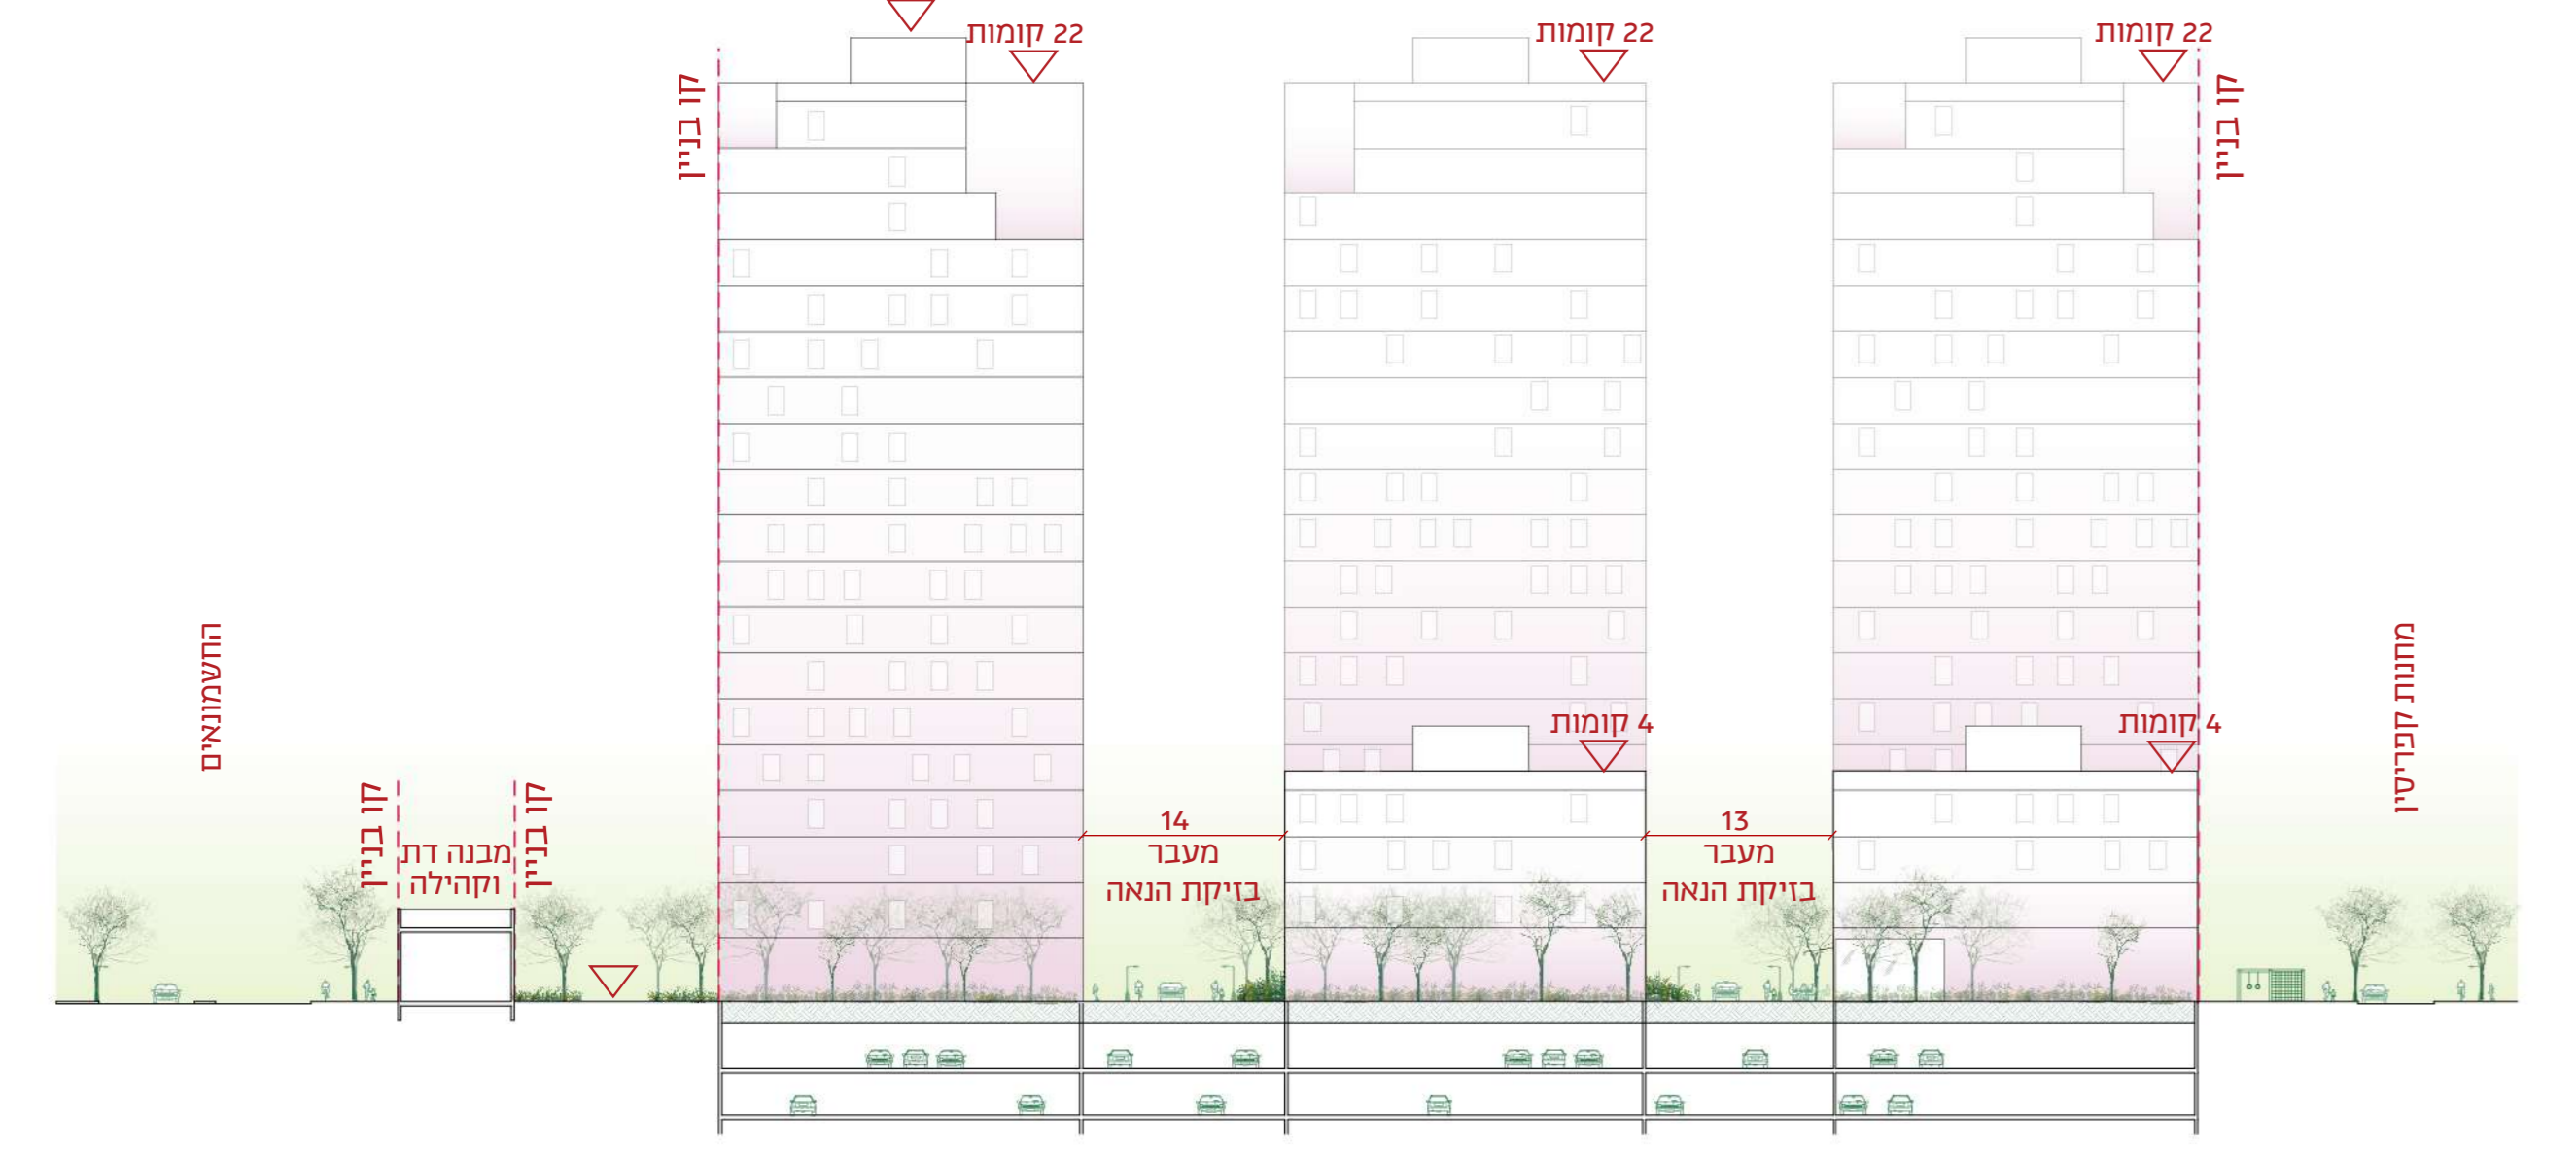 22 קומות
22 קומות
22 קומות
קו בניין
קו בניין
החשמונאים
מחנות קפריסין
4 קומות
4 קומות
קו בניין
קו בניין
מבנה דת
וקהילה
14
מעבר
בזיקת הנאה
13
מעבר
בזיקת הנאה